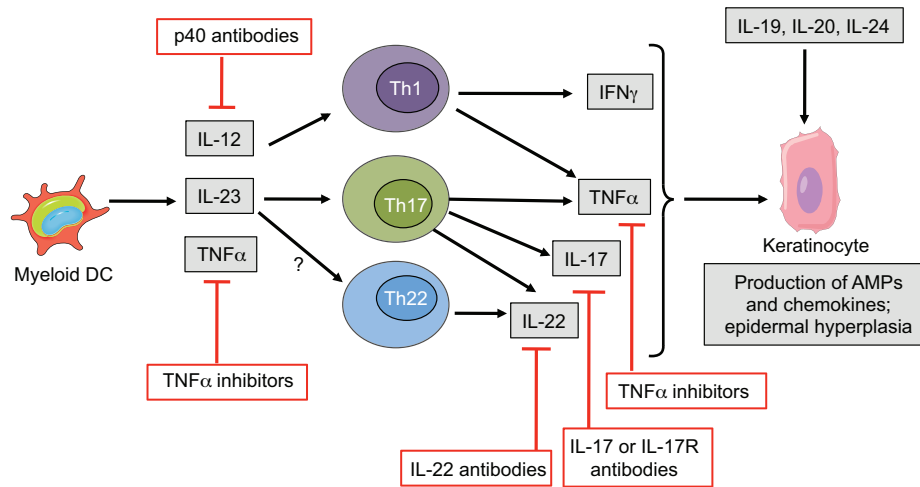 p40 antibodies
IL-19, IL-20, IL-24
Th1
IFNγ
IL-12
IL-23
Th17
TNFα
Myeloid DC
TNFα
?
IL-17
Keratinocyte
Th22
IL-22
Production of AMPs
and chemokines;
epidermal hyperplasia
TNFα inhibitors
TNFα inhibitors
IL-22 antibodies
IL-17 or IL-17R
antibodies